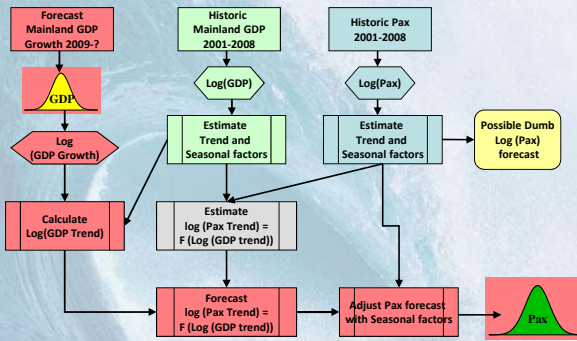 Forecast
Mainland GDP
Growth 2009-?
Historic
Mainland GDP
2001-2008
Historic Pax
2001-2008
GDP
Log(GDP)
Log(Pax)
Log
(GDP Growth)
Estimate
Trend and
Seasonal factors
Estimate
Trend and
Seasonal factors
Possible Dumb
Log (Pax)
forecast
Calculate
Log(GDP Trend)
Estimate
log (Pax Trend) =
F (Log (GDP trend))
Forecast
log (Pax Trend) =
F (Log (GDP trend))
Adjust Pax forecast
with Seasonal factors
Pax